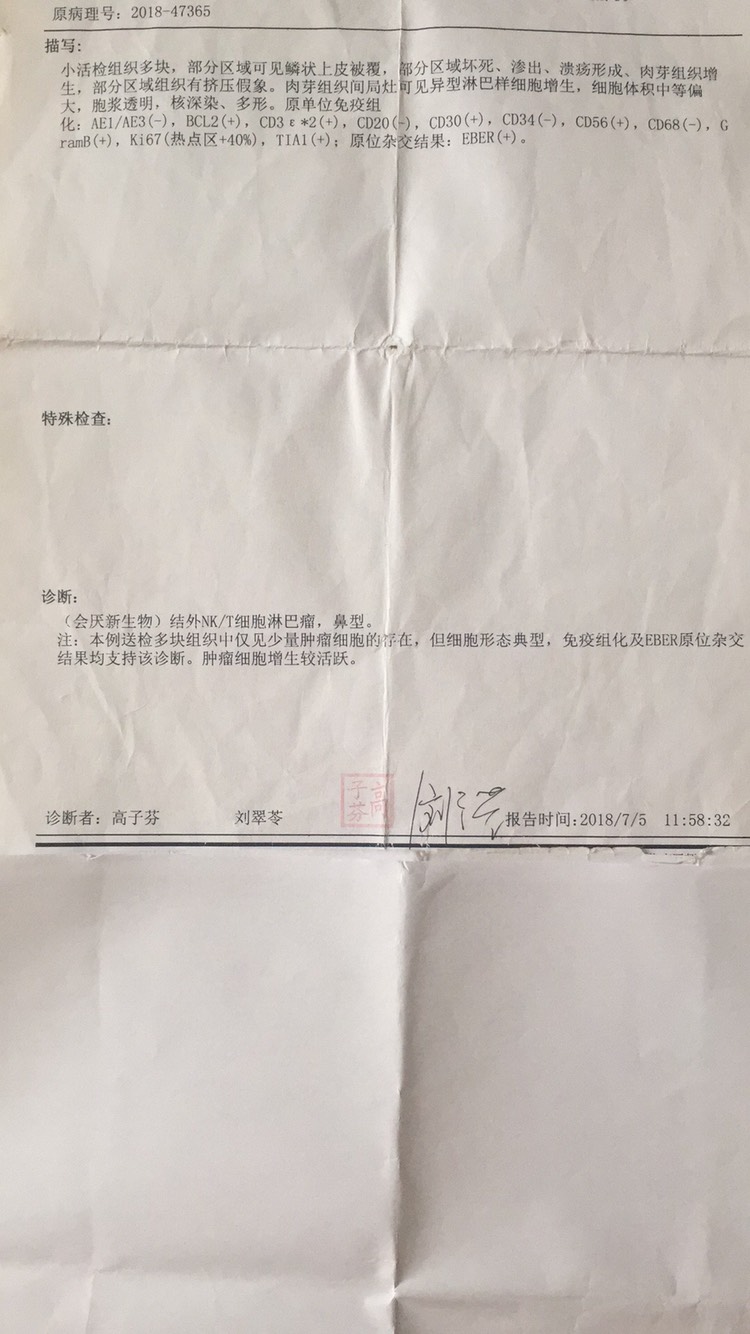 原病理号: 2018-47365
描写:
小活检组织多块，部分区域可见鳞状上皮被覆，部分区域坏死、渗出、溃疡形成、肉芽组织增
生，部分区域组织有挤压假象。肉芽组织间局灶可见异型淋巴样细胞增生，细胞体积中等偏
大，胞浆透明，核深染、多形。原单位免疫组
化: AE1/AE3(-), BCL2(+), CD3ε*2(+), CD20(-), CD30(+), CD34(-), CD56(+), CD68(-), G
ramB(+), Ki67(热点区+40%), TIA1(+); 原位杂交结果: EBER(+)。
特殊检查:
诊断:
（会厌新生物）结外NK/T细胞淋巴瘤，鼻型。
注: 本例送检多块组织中仅见少量肿瘤细胞的存在，但细胞形态典型，免疫组化及EBER原位杂交
结果均支持该诊断。肿瘤细胞增生较活跃。
高子芬
诊断者: 高子芬 刘翠苓 报告时间:2018/7/5 11:58:32